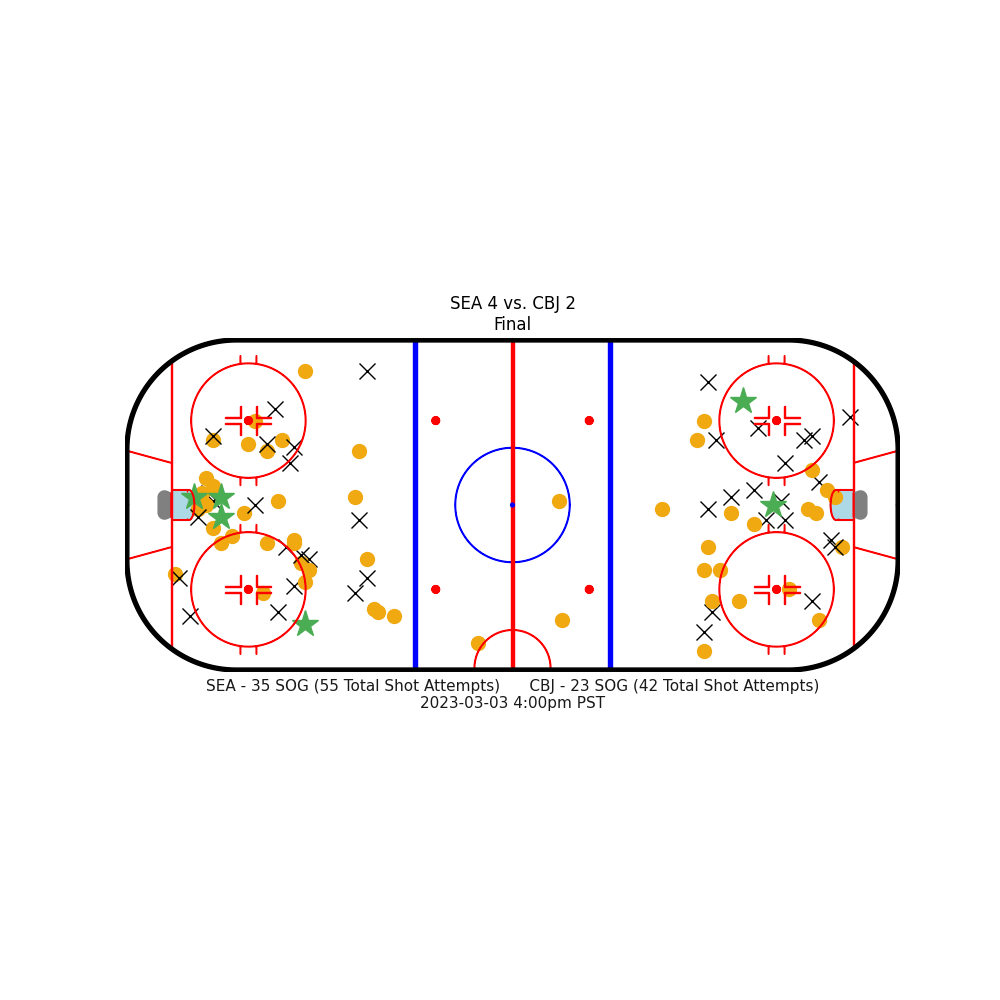 SEA 4 vs. CBJ 2
Final
SEA - 35 SOG (55 Total Shot Attempts) CBJ - 23 SOG (42 Total Shot Attempts)
2023-03-03 4:00pm PST